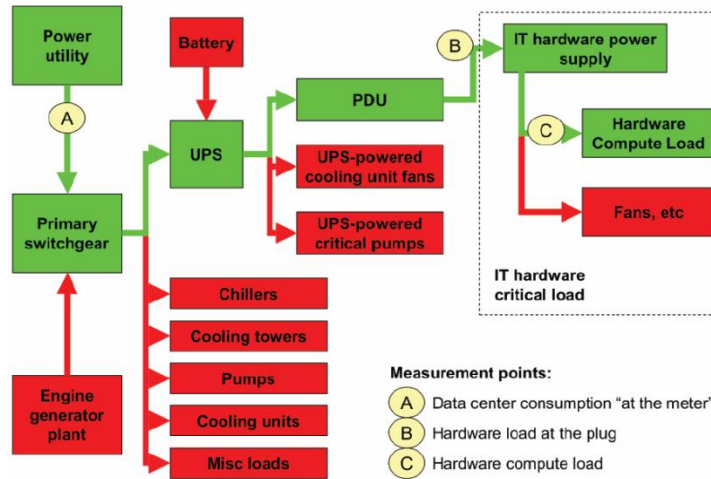 Power
utility
Battery
B
IT hardware power
supply
A
PDU
C
Hardware
Compute Load
UPS
UPS-powered
cooling unit fans
Primary
switchgear
UPS-powered
critical pumps
Fans, etc
IT hardware
critical load
Chillers
Cooling towers
Pumps
Cooling units
Misc loads
Engine
generator
plant
Measurement points:
A Data center consumption "at the meter"
B Hardware load at the plug
C Hardware compute load